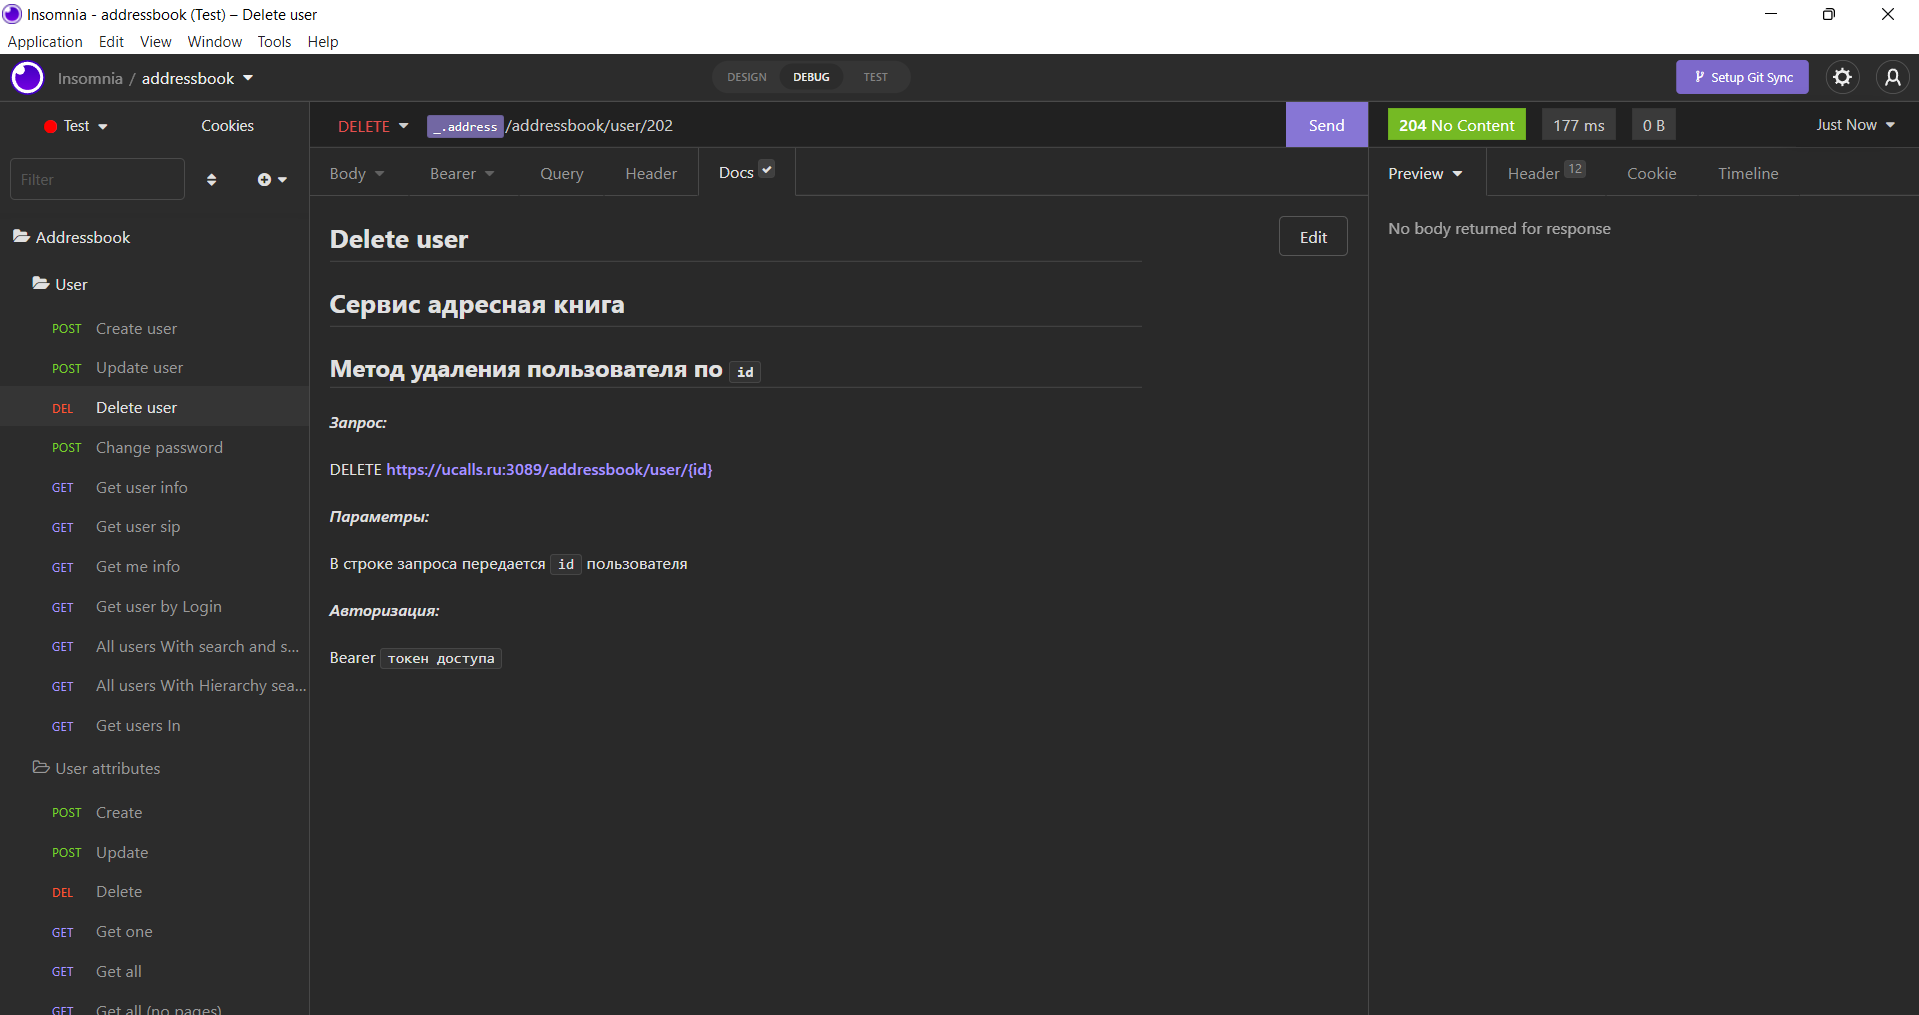 Insomnia - addressbook (Test) – Delete user
Application Edit View Window Tools Help
Insomnia / addressbook
DESIGN DEBUG TEST
Setup Git Sync
Test Cookies
DELETE _.address /addressbook/user/202 Send
204 No Content 177 ms 0 B Just Now
Filter
Body Bearer Query Header Docs
Preview Header 12 Cookie Timeline
Addressbook
User
POST Create user
POST Update user
DEL Delete user
POST Change password
GET Get user info
GET Get user sip
GET Get me info
GET Get user by Login
GET All users With search and s...
GET All users With Hierarchy sea...
GET Get users In
User attributes
POST Create
POST Update
DEL Delete
GET Get one
GET Get all
GET Get all (no pages)
Delete user
Edit
Сервис адресная книга
Метод удаления пользователя по id
Запрос:
DELETE https://ucalls.ru:3089/addressbook/user/{id}
Параметры:
В строке запроса передается id пользователя
Авторизация:
Bearer токен доступа
No body returned for response